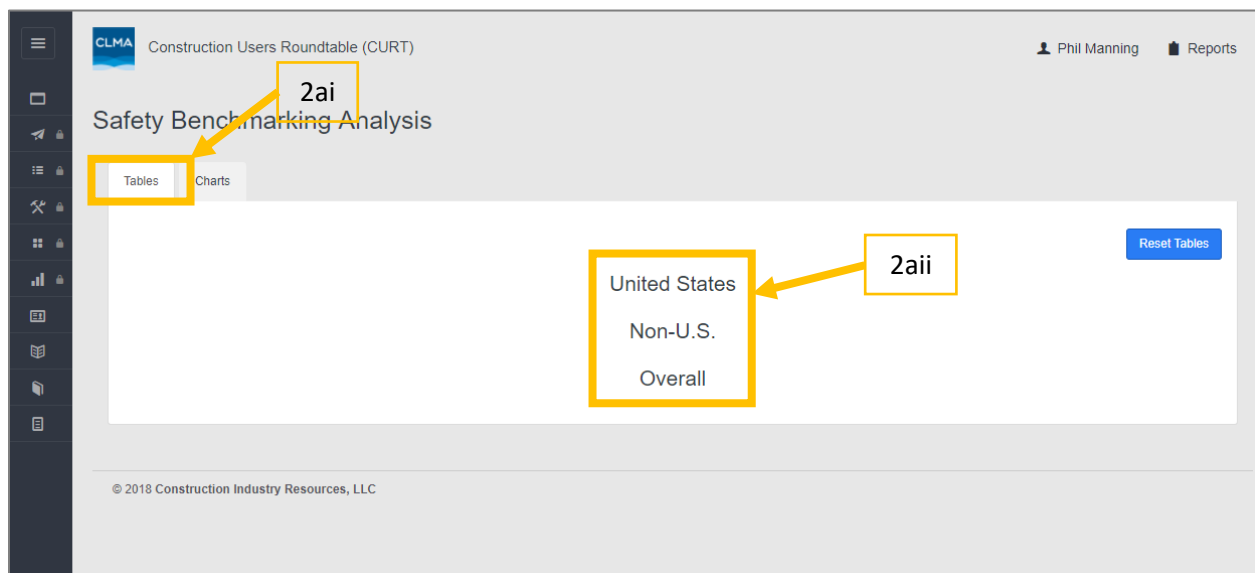 CLMA
Construction Users Roundtable (CURT)
Phil Manning
Reports
2ai
Safety Benchmarking Analysis
Tables
Charts
Reset Tables
2aii
United States
Non-U.S.
Overall
© 2018 Construction Industry Resources, LLC